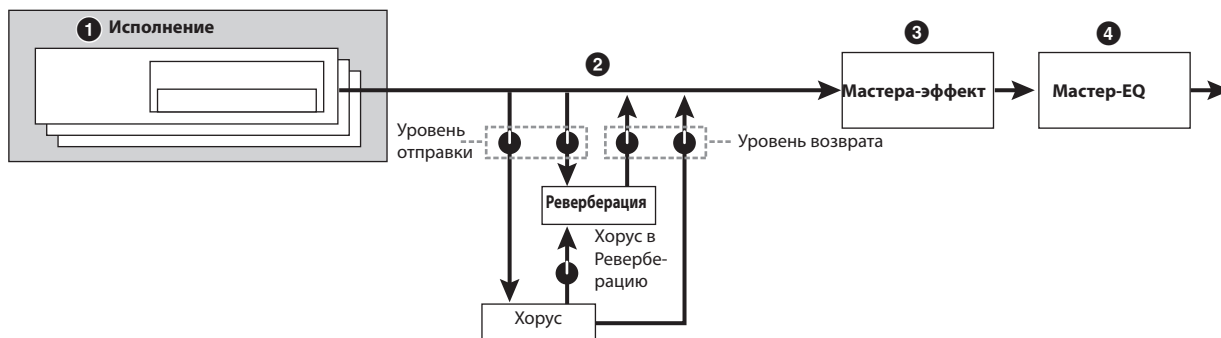 1 Исполнение
2
3
4
Мастера-эффект
Мастер-EQ
Уровень
отправки
Уровень возврата
Реверберация
Хорус в
Ревербе-
рацию
Хорус